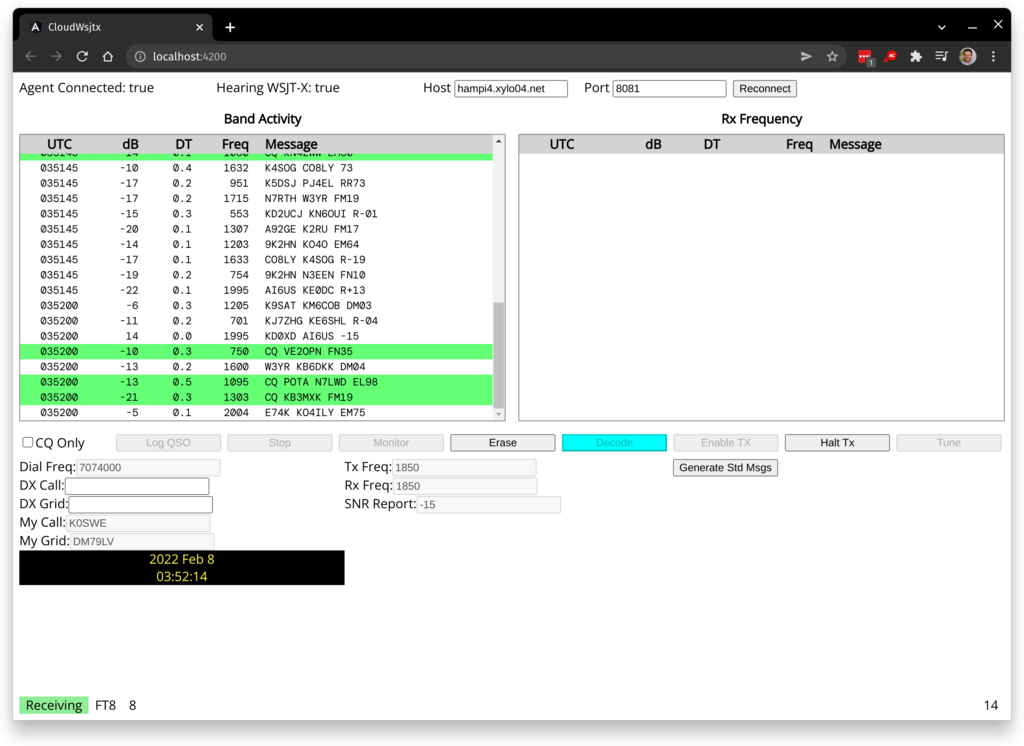 CloudWsjtx
localhost:4200
1
Agent Connected: true Hearing WSJT-X: true Host hampi4.xylo04.net Port 8081 Reconnect
Band Activity Rx Frequency
UTC dB DT Freq Message UTC dB DT Freq Message
035145 -10 0.4 1632 K4SOG CO8LY 73
035145 -17 0.2 951 K5DSJ PJ4EL RR73
035145 -17 0.2 1715 N7RTH W3YR FM19
035145 -15 0.3 553 KD2UCJ KN6OUI R-01
035145 -20 0.1 1307 A92GE K2RU FM17
035145 -14 0.1 1203 9K2HN KO4O EM64
035145 -17 0.1 1633 CO8LY K4SOG R-19
035145 -19 0.2 754 9K2HN N3EEN FN10
035145 -22 0.1 1995 AI6US KE0DC R+13
035200 -6 0.3 1205 K9SAT KM6COB DM03
035200 -11 0.2 701 KJ7ZHG KE6SHL R-04
035200 14 0.0 1995 KD0XD AI6US -15
035200 -10 0.3 750 CQ VE2OPN FN35
035200 -13 0.2 1600 W3YR KB6DKK DM04
035200 -13 0.5 1095 CQ POTA N7LWD EL98
035200 -21 0.3 1303 CQ KB3MXK FM19
035200 -5 0.1 2004 E74K KO4ILY EM75
CQ Only Log QSO Stop Monitor Erase Decode Enable TX Halt Tx Tune
Dial Freq: 7074000 Tx Freq: 1850 Generate Std Msgs
DX Call: Rx Freq: 1850
DX Grid: SNR Report: -15
My Call: K0SWE
My Grid: DM79LV
2022 Feb 8
03:52:14
Receiving FT8 8 14